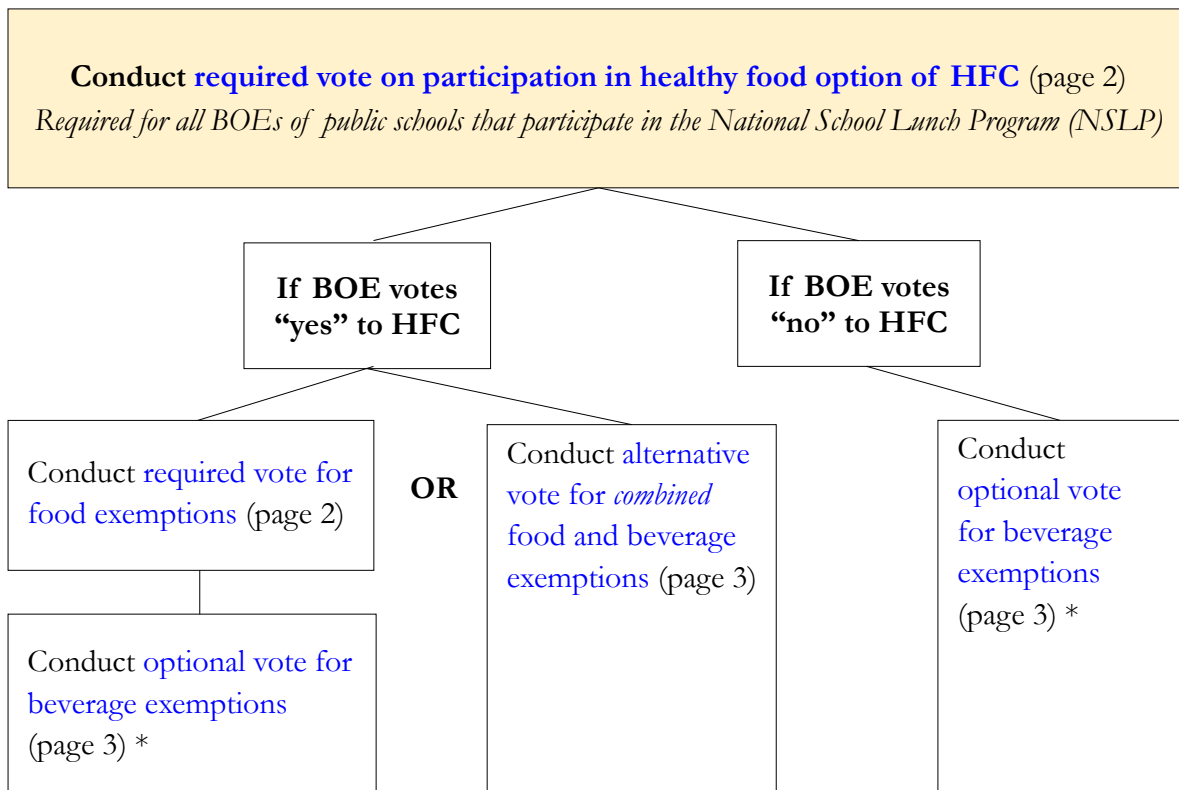 Conduct required vote on participation in healthy food option of HFC (page 2)
Required for all BOEs of public schools that participate in the National School Lunch Program (NSLP)
If BOE votes
“yes” to HFC
If BOE votes
“no” to HFC
Conduct required vote for
food exemptions (page 2)
OR
Conduct alternative
vote for combined
food and beverage
exemptions (page 3)
Conduct
optional vote
for beverage
exemptions
(page 3) *
Conduct optional vote for
beverage exemptions
(page 3) *